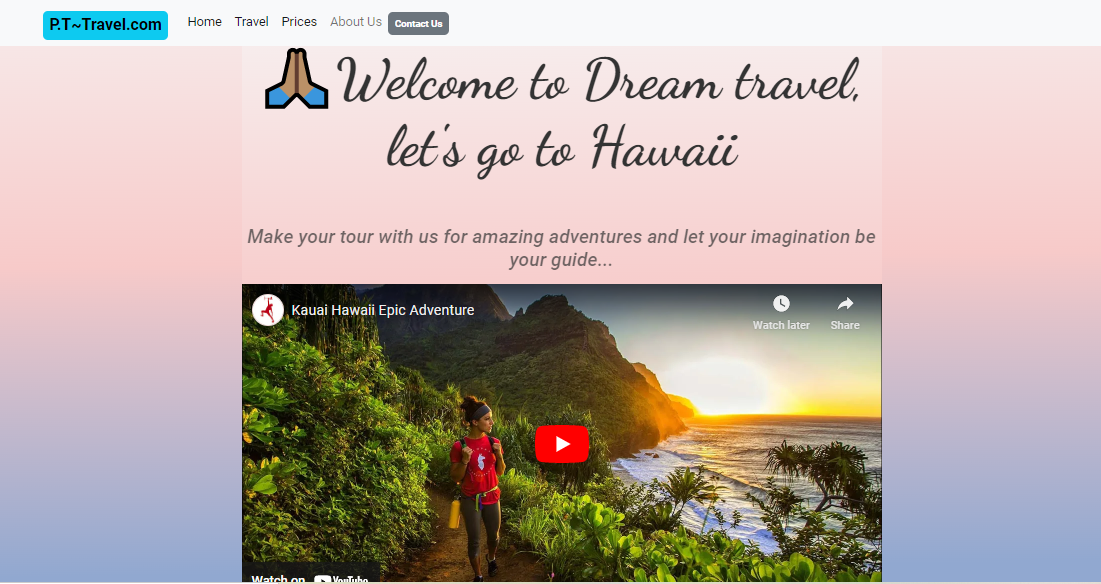 P.T~Travel.com
Home Travel Prices About Us Contact Us
Welcome to Dream travel,
let's go to Hawaii
Make your tour with us for amazing adventures and let your imagination be
your guide...
Kauai Hawaii Epic Adventure
Watch later Share
Watch on YouTube